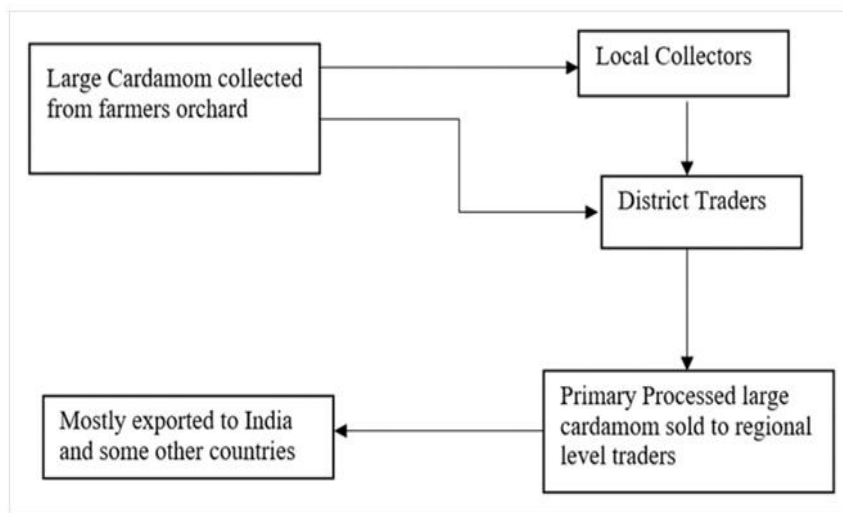 Large Cardamom collected
from farmers orchard
Local Collectors
District Traders
Primary Processed large
cardamom sold to regional
level traders
Mostly exported to India
and some other countries